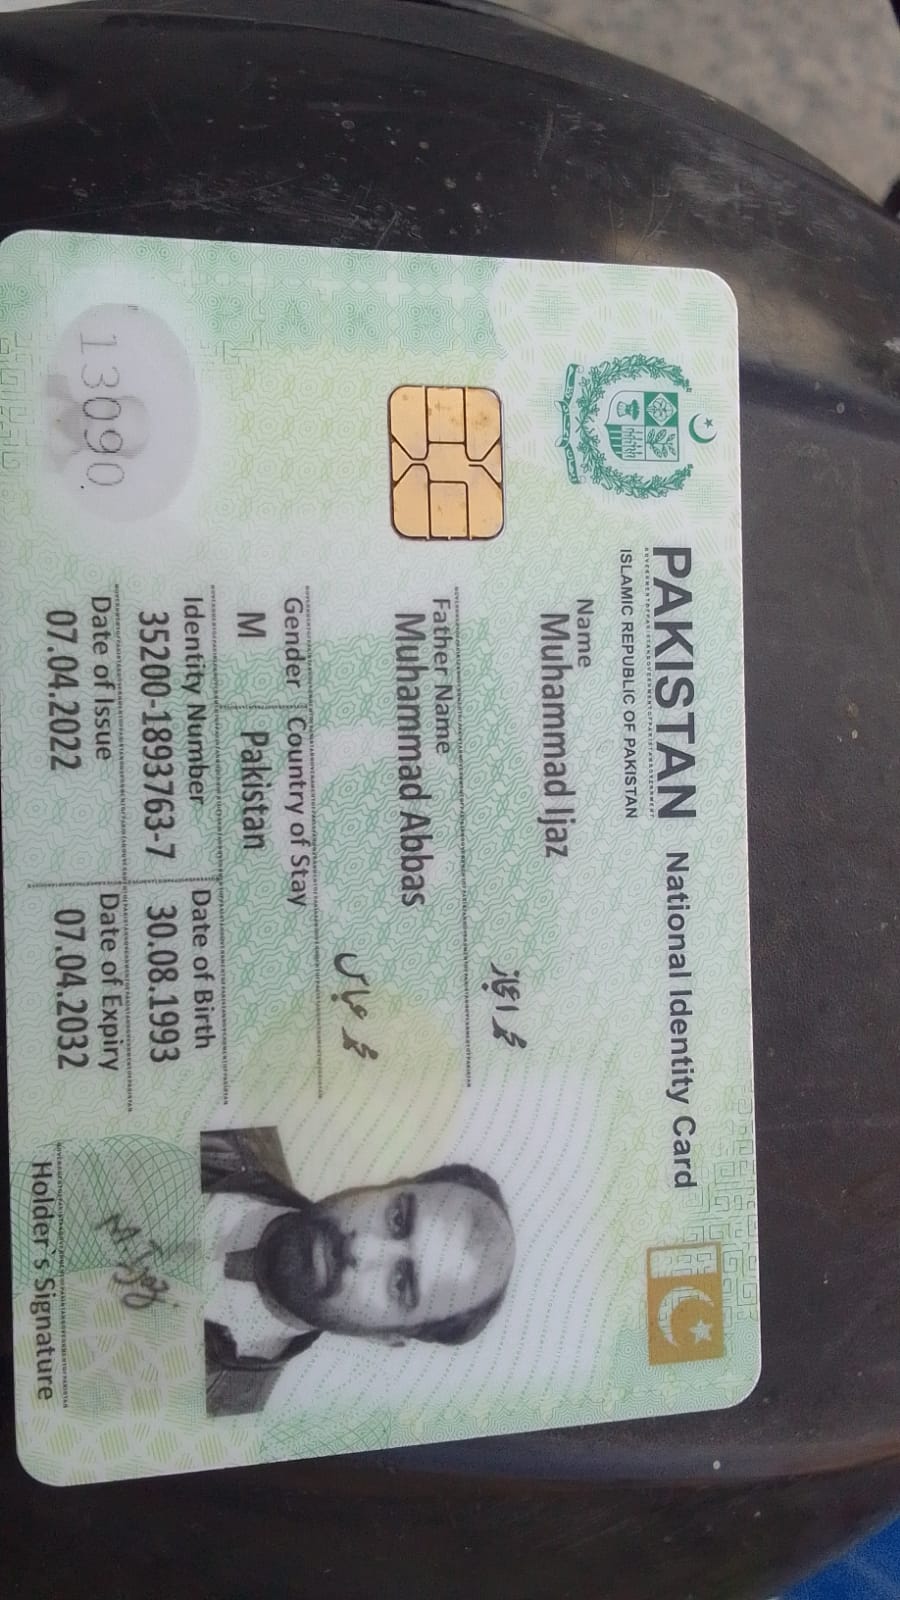 PAKISTAN National Identity Card
ISLAMIC REPUBLIC OF PAKISTAN
Name
Muhammad Ijaz
محمد اعجاز
Father Name
Muhammad Abbas
محمد عباس
Gender Country of Stay
M Pakistan
Identity Number Date of Birth
35200-1893763-7 30.08.1993
Date of Issue Date of Expiry
07.04.2022 07.04.2032
13090
M.Ijaz
Holder`s Signature